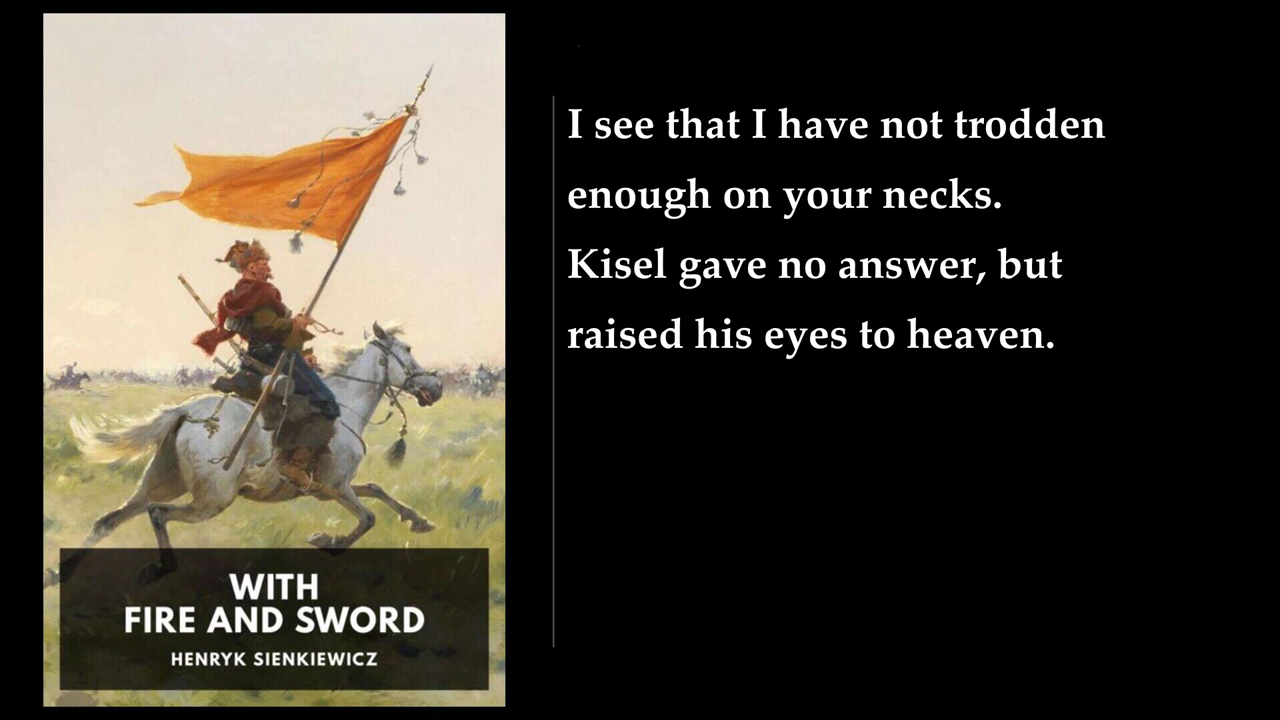 I see that I have not trodden
enough on your necks.
Kisel gave no answer, but
raised his eyes to heaven.
WITH
FIRE AND SWORD
HENRYK SIENKIEWICZ